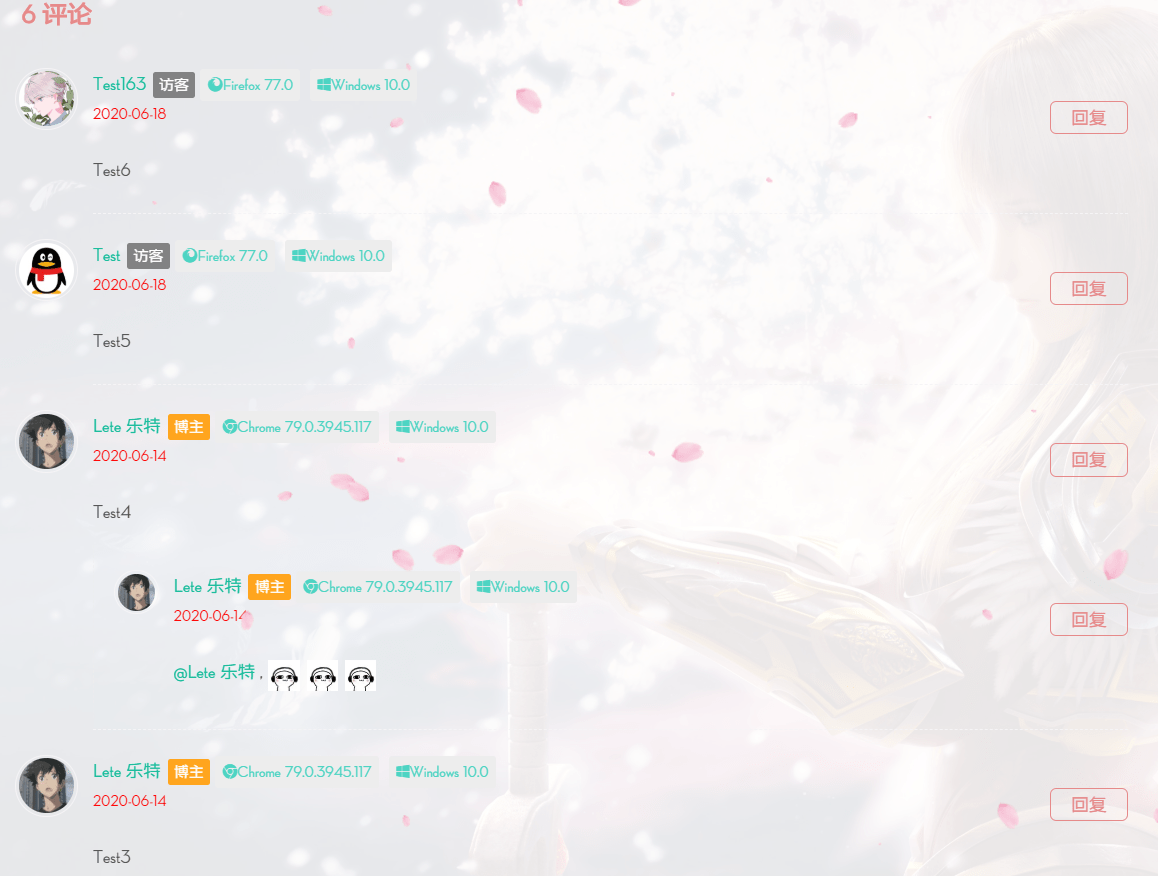 6 评论
Test163 访客 Firefox 77.0 Windows 10.0
2020-06-18
回复
Test6
Test 访客 Firefox 77.0 Windows 10.0
2020-06-18
回复
Test5
Lete 乐特 博主 Chrome 79.0.3945.117 Windows 10.0
2020-06-14
回复
Test4
Lete 乐特 博主 Chrome 79.0.3945.117 Windows 10.0
2020-06-14
回复
@Lete 乐特 ,
Lete 乐特 博主 Chrome 79.0.3945.117 Windows 10.0
2020-06-14
回复
Test3